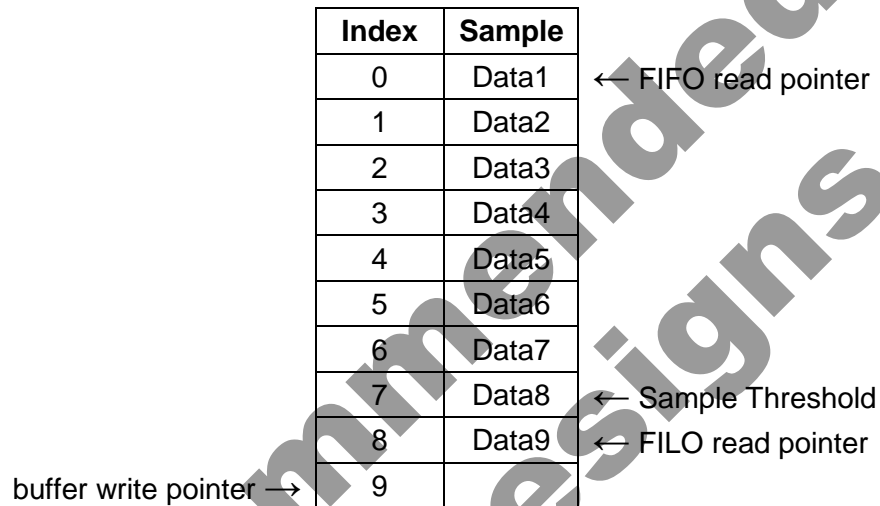 Index Sample
0 Data1 ← FIFO read pointer
1 Data2
2 Data3
3 Data4
4 Data5
5 Data6
6 Data7
7 Data8 ← Sample Threshold
8 Data9 ← FILO read pointer
buffer write pointer → 9